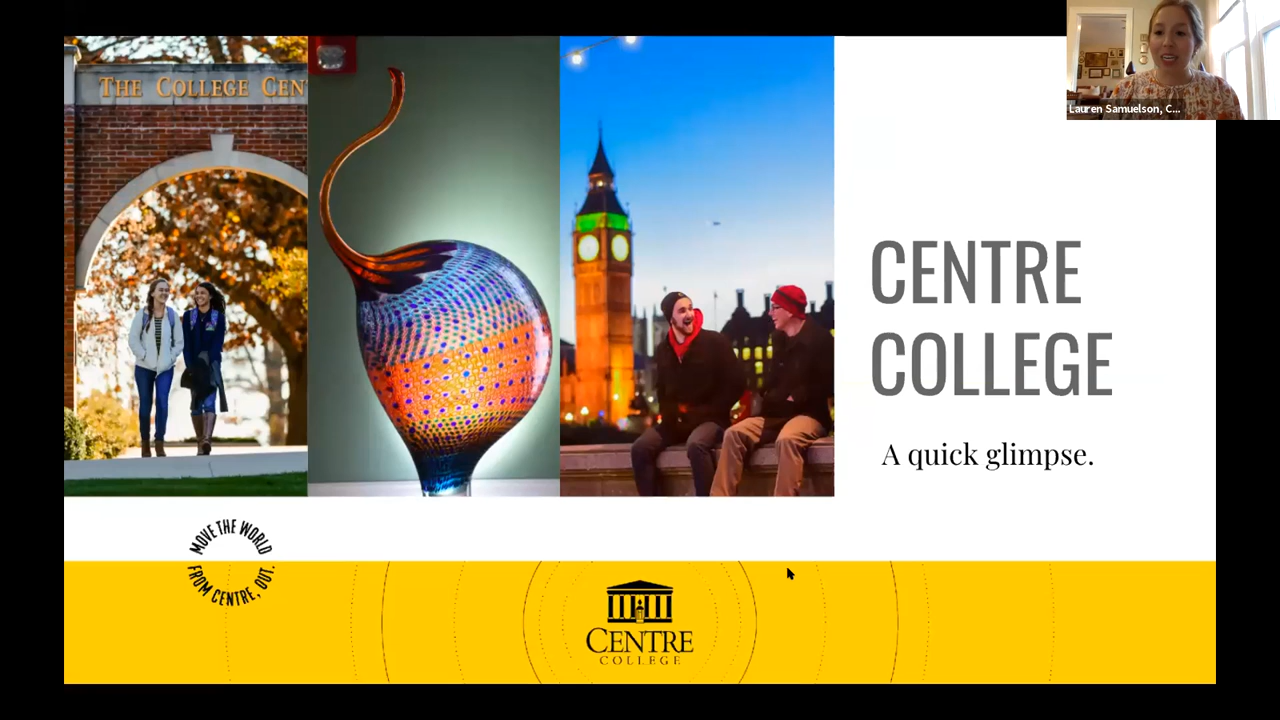 THE COLLEGE CEN
Lauren Samuelson, C...
CENTRE
COLLEGE
A quick glimpse.
MOVE THE WORLD
FROM CENTRE, OUT.
CENTRE
COLLEGE